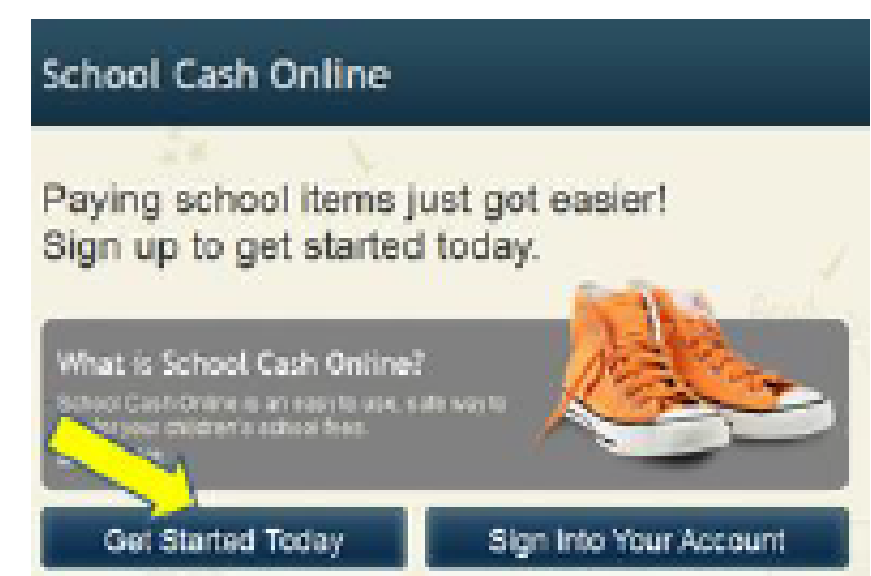 School Cash Online
Paying school items just got easier!
Sign up to get started today.
What is School Cash Online?
School Cash Online is an easy to use, safe way to
for your children's school fees.
Get Started Today
Sign Into Your Account